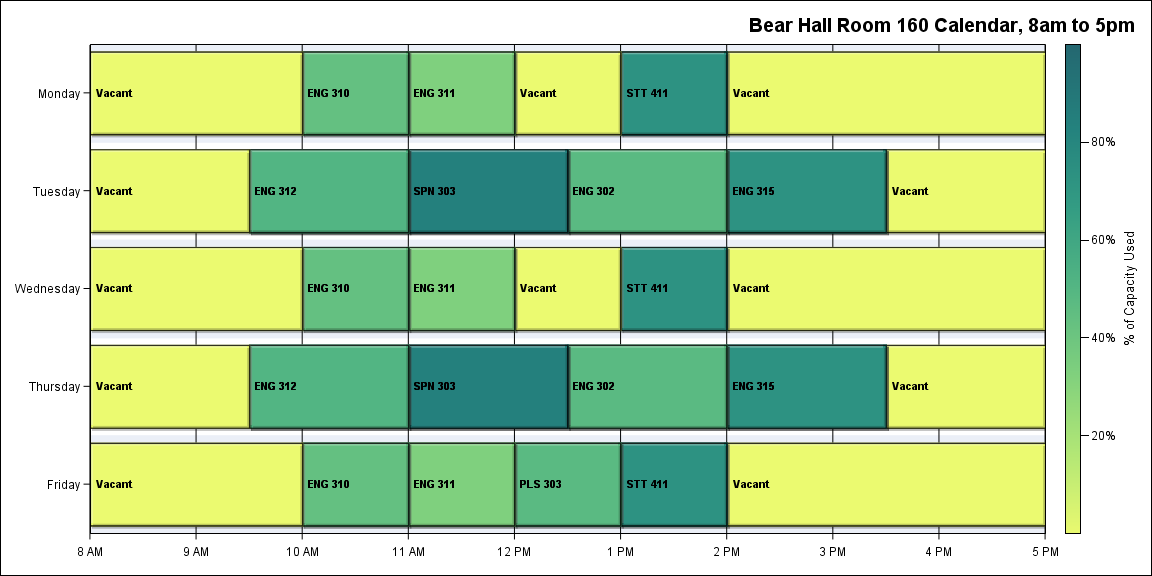 Bear Hall Room 160 Calendar, 8am to 5pm
Monday
Vacant
ENG 310
ENG 311
Vacant
STT 411
Vacant
Tuesday
Vacant
ENG 312
SPN 303
ENG 302
ENG 315
Vacant
Wednesday
Vacant
ENG 310
ENG 311
Vacant
STT 411
Vacant
Thursday
Vacant
ENG 312
SPN 303
ENG 302
ENG 315
Vacant
Friday
Vacant
ENG 310
ENG 311
PLS 303
STT 411
Vacant
8 AM
9 AM
10 AM
11 AM
12 PM
1 PM
2 PM
3 PM
4 PM
5 PM
80%
60%
40%
20%
% of Capacity Used